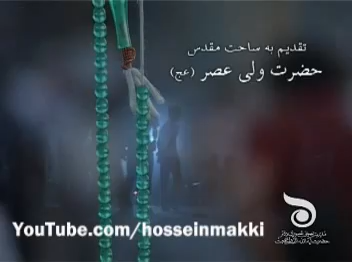 تقدیم به ساحت مقدس
حضرت ولی عصر (عج)
YouTube.com/hosseinmakki